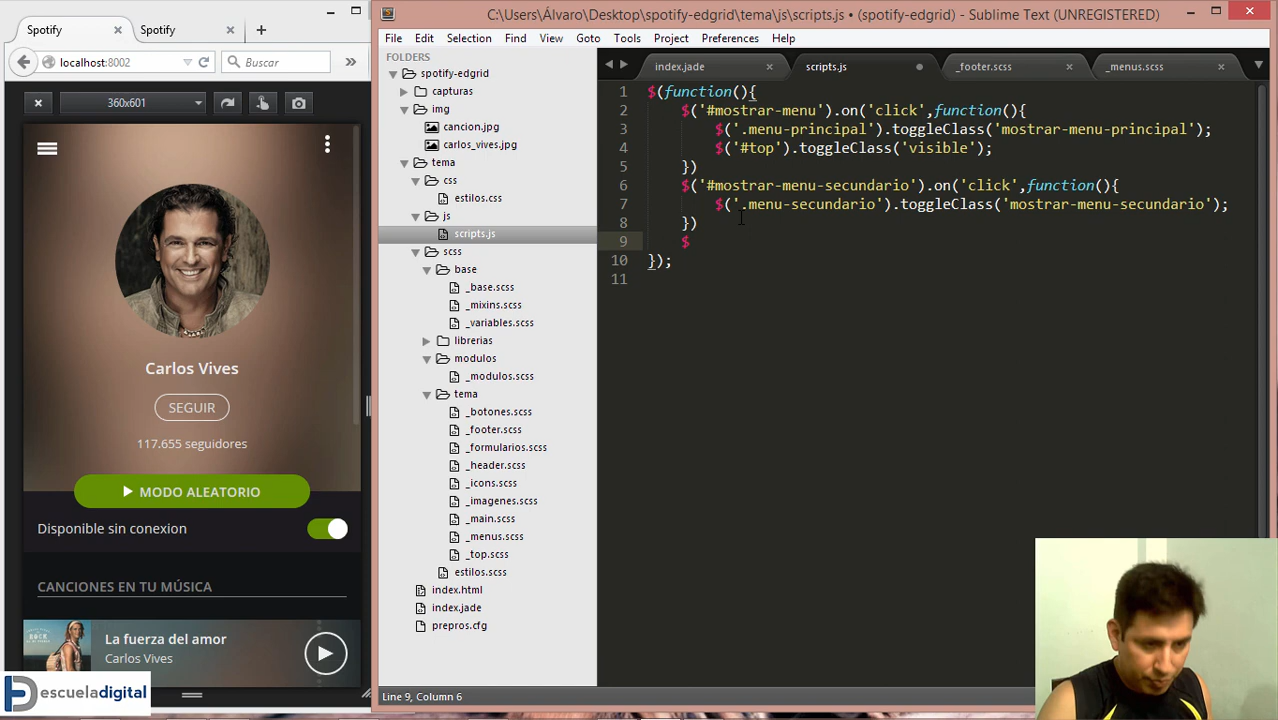 C:\Users\Álvaro\Desktop\spotify-edgrid\tema\js\scripts.js • (spotify-edgrid) - Sublime Text (UNREGISTERED)
Spotify
Spotify
localhost:8002
Buscar
360x601
File Edit Selection Find View Goto Tools Project Preferences Help
FOLDERS
spotify-edgrid
capturas
img
cancion.jpg
carlos_vives.jpg
tema
css
estilos.css
js
scripts.js
scss
base
_base.scss
_mixins.scss
_variables.scss
librerias
modulos
_modulos.scss
tema
_botones.scss
_footer.scss
_formularios.scss
_header.scss
_icons.scss
_imagenes.scss
_main.scss
_menus.scss
_top.scss
estilos.scss
index.html
index.jade
prepros.cfg
index.jade
scripts.js
_footer.scss
_menus.scss
1 $(function(){
2 $('#mostrar-menu').on('click',function(){
3 $('.menu-principal').toggleClass('mostrar-menu-principal');
4 $('#top').toggleClass('visible');
5 })
6 $('#mostrar-menu-secundario').on('click',function(){
7 $('.menu-secundario').toggleClass('mostrar-menu-secundario');
8 })
9 $
10 });
11
Carlos Vives
SEGUIR
117.655 seguidores
MODO ALEATORIO
Disponible sin conexion
CANCIONES EN TU MÚSICA
La fuerza del amor
Carlos Vives
escueladigital
Line 9, Column 6